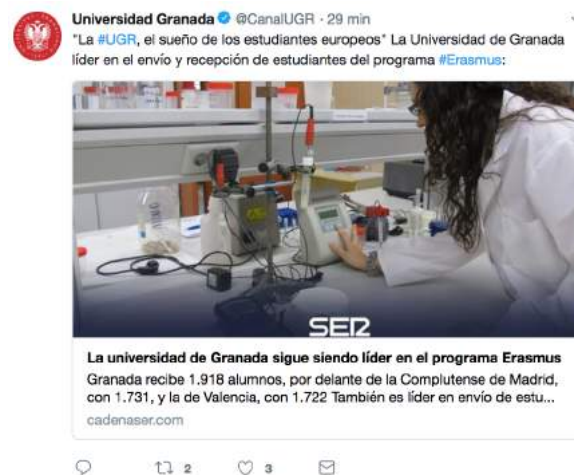 Universidad Granada @CanalUGR · 29 min
"La #UGR, el sueño de los estudiantes europeos" La Universidad de Granada
líder en el envío y recepción de estudiantes del programa #Erasmus:
SER
La universidad de Granada sigue siendo líder en el programa Erasmus
Granada recibe 1.918 alumnos, por delante de la Complutense de Madrid,
con 1.731, y la de Valencia, con 1.722 También es líder en envío de estu...
cadenaser.com
2 3